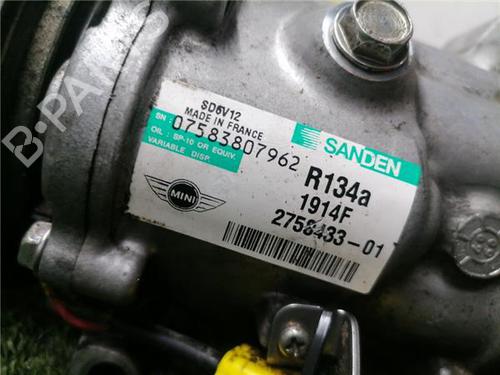 SD6V12
MADE IN FRANCE
SN: 07583807962
OIL: SP-10 OR EQUIV.
VARIABLE DISP.
SANDEN
R134a
1914F
2758433-01
MINI
B-PARTS